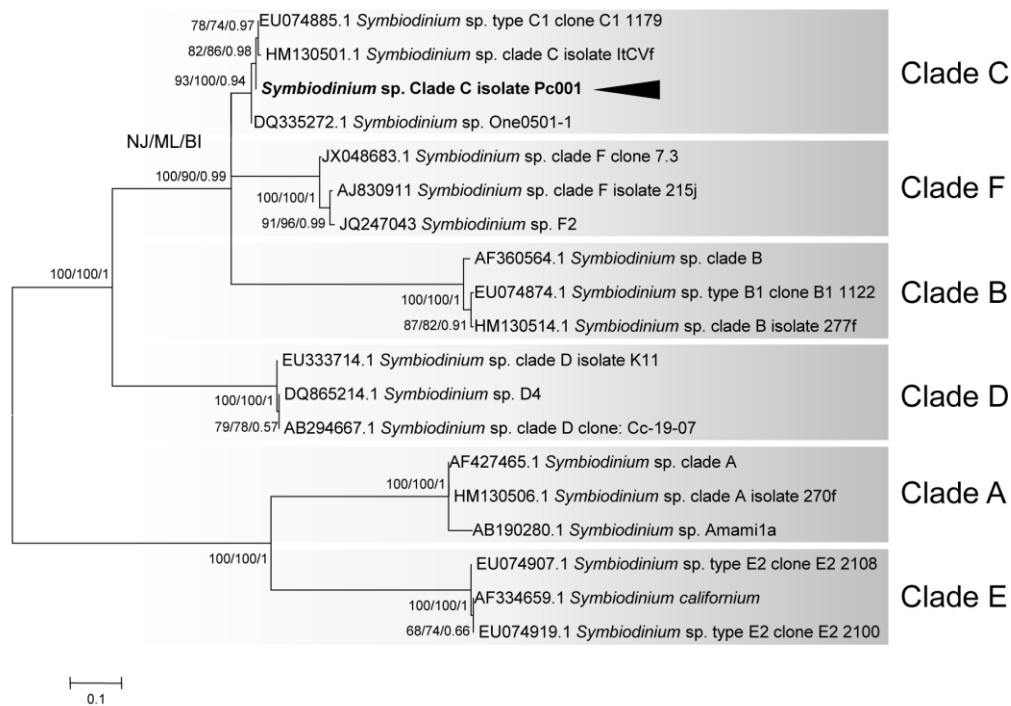 EU074885.1 Symbiodinium sp. type C1 clone C1 1179
78/74/0.97
HM130501.1 Symbiodinium sp. clade C isolate ItCVf
82/86/0.98
Clade C
93/100/0.94
Symbiodinium sp. Clade C isolate Pc001
DQ335272.1 Symbiodinium sp. One0501-1
NJ/ML/BI
JX048683.1 Symbiodinium sp. clade F clone 7.3
100/90/0.99
AJ830911 Symbiodinium sp. clade F isolate 215j
100/100/1
Clade F
91/96/0.99
JQ247043 Symbiodinium sp. F2
AF360564.1 Symbiodinium sp. clade B
100/100/1
EU074874.1 Symbiodinium sp. type B1 clone B1 1122
100/100/1
Clade B
87/82/0.91
HM130514.1 Symbiodinium sp. clade B isolate 277f
EU333714.1 Symbiodinium sp. clade D isolate K11
DQ865214.1 Symbiodinium sp. D4
100/100/1
Clade D
79/78/0.57
AB294667.1 Symbiodinium sp. clade D clone: Cc-19-07
AF427465.1 Symbiodinium sp. clade A
100/100/1
HM130506.1 Symbiodinium sp. clade A isolate 270f
Clade A
AB190280.1 Symbiodinium sp. Amami1a
100/100/1
EU074907.1 Symbiodinium sp. type E2 clone E2 2108
AF334659.1 Symbiodinium californium
100/100/1
Clade E
68/74/0.66
EU074919.1 Symbiodinium sp. type E2 clone E2 2100
0.1